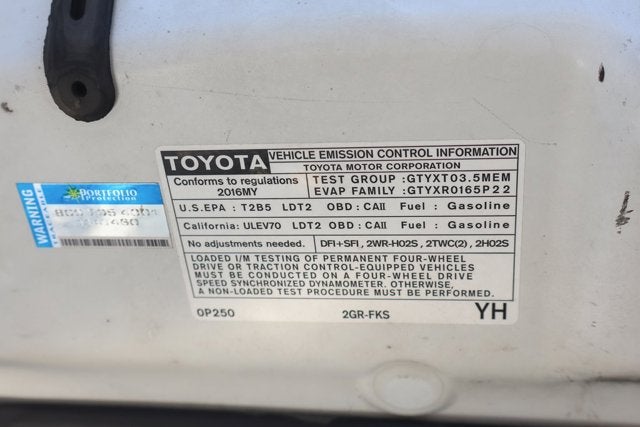 TOYOTA VEHICLE EMISSION CONTROL INFORMATION
TOYOTA MOTOR CORPORATION
Conforms to regulations
2016MY
TEST GROUP : GTYXT03.5MEM
EVAP FAMILY : GTYXR0165P22
U.S.EPA : T2B5 LDT2 OBD : CAII Fuel : Gasoline
California: ULEV70 LDT2 OBD : CAII Fuel : Gasoline
No adjustments needed. DFI+SFI , 2WR-HO2S , 2TWC(2) , 2HO2S
LOADED I/M TESTING OF PERMANENT FOUR-WHEEL
DRIVE OR TRACTION CONTROL-EQUIPPED VEHICLES
MUST BE CONDUCTED ON A FOUR-WHEEL DRIVE
SPEED SYNCHRONIZED DYNAMOMETER. OTHERWISE,
A NON-LOADED TEST PROCEDURE MUST BE PERFORMED.
0P250 2GR-FKS YH
WARNING
PORTFOLIO
Protection